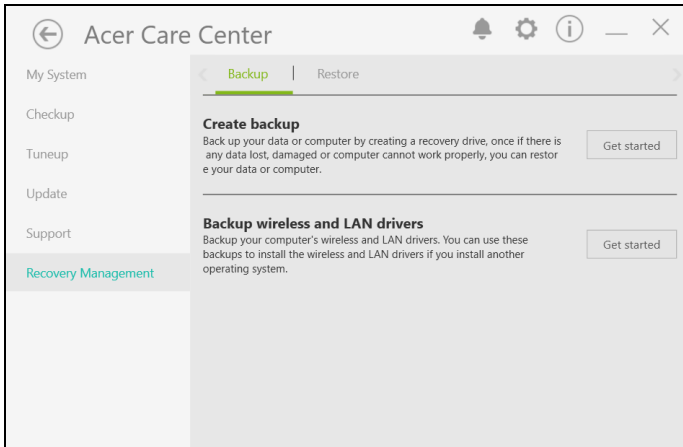 Acer Care Center
My System
Checkup
Tuneup
Update
Support
Recovery Management
Backup | Restore
Create backup
Back up your data or computer by creating a recovery drive, once if there is
any data lost, damaged or computer cannot work properly, you can restor
e your data or computer.
Get started
Backup wireless and LAN drivers
Backup your computer's wireless and LAN drivers. You can use these
backups to install the wireless and LAN drivers if you install another
operating system.
Get started